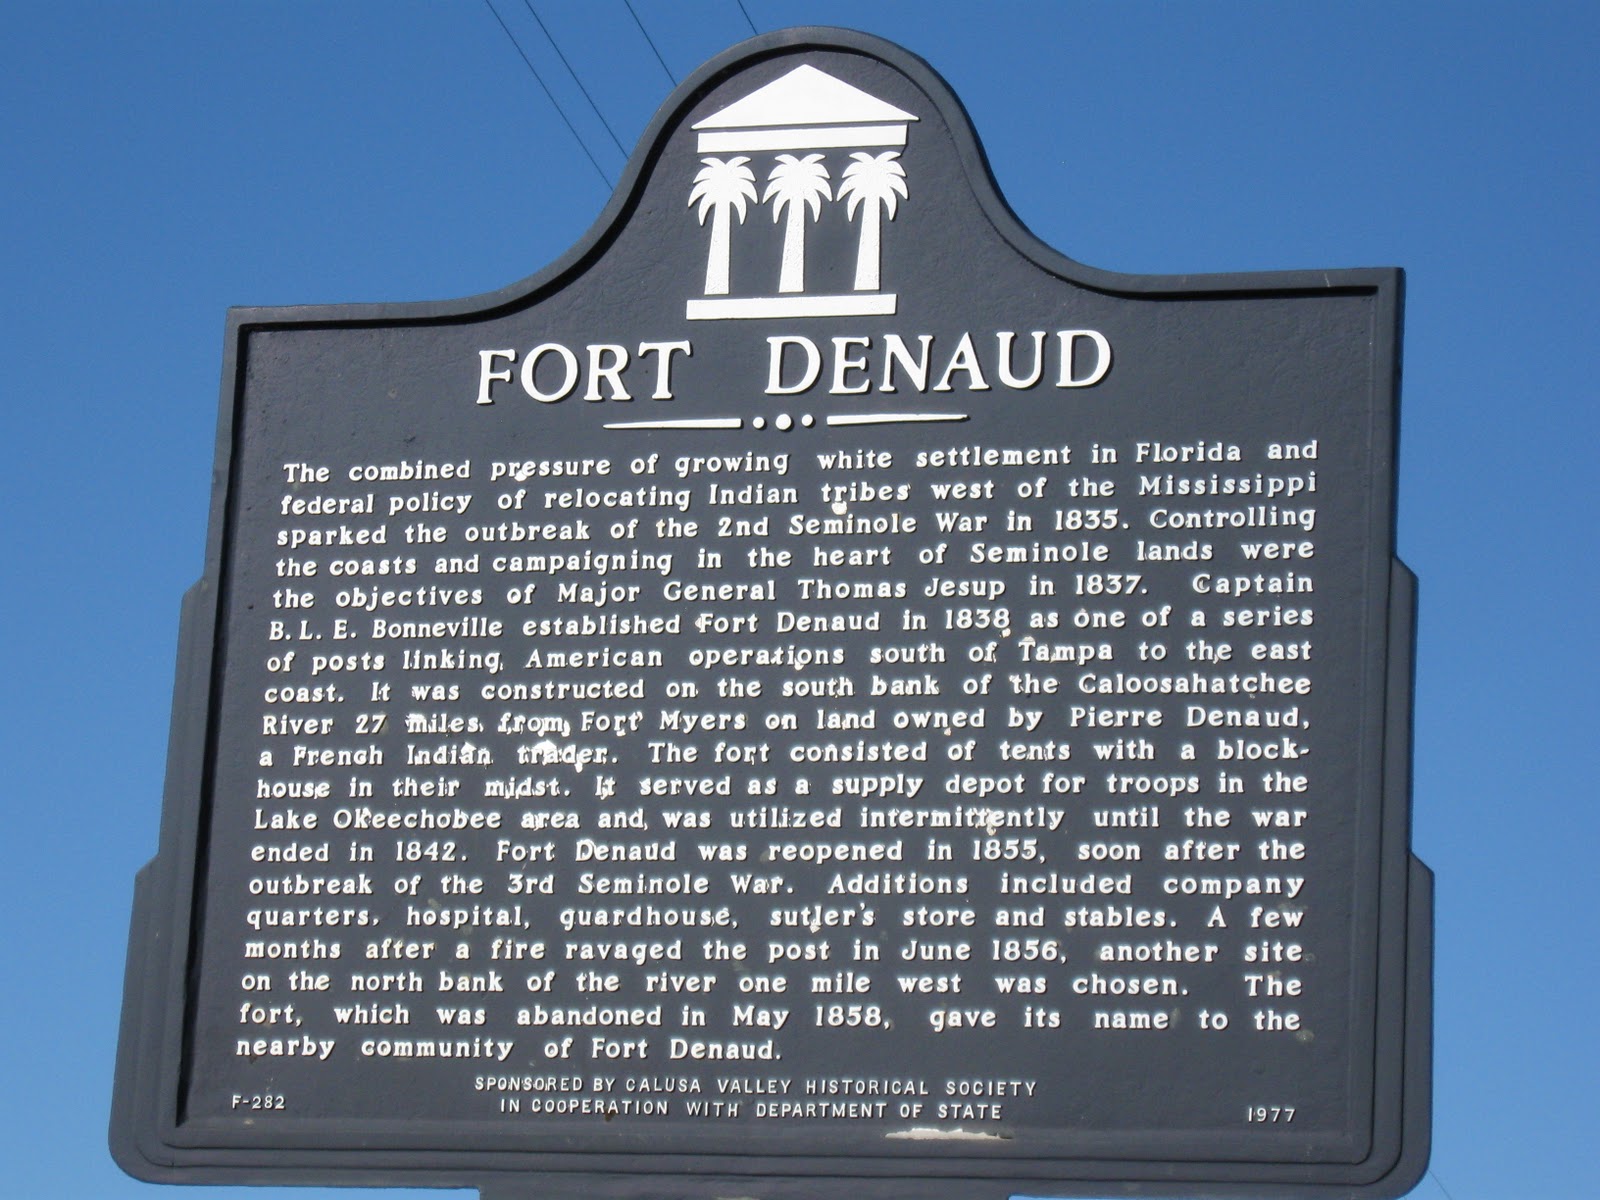 FORT DENAUD
The combined pressure of growing white settlement in Florida and
federal policy of relocating Indian tribes west of the Mississippi
sparked the outbreak of the 2nd Seminole War in 1835. Controlling
the coasts and campaigning in the heart of Seminole lands were
the objectives of Major General Thomas Jesup in 1837. Captain
B. L. E. Bonneville established Fort Denaud in 1838 as one of a series
of posts linking American operations south of Tampa to the east
coast. It was constructed on the south bank of the Caloosahatchee
River 27 miles from Fort Myers on land owned by Pierre Denaud,
a French Indian trader. The fort consisted of tents with a block-
house in their midst. It served as a supply depot for troops in the
Lake Okeechobee area and was utilized intermittently until the war
ended in 1842. Fort Denaud was reopened in 1855, soon after the
outbreak of the 3rd Seminole War. Additions included company
quarters, hospital, guardhouse, sutler's store and stables. A few
months after a fire ravaged the post in June 1856, another site
on the north bank of the river one mile west was chosen. The
fort, which was abandoned in May 1858, gave its name to the
nearby community of Fort Denaud.
SPONSORED BY CALUSA VALLEY HISTORICAL SOCIETY
IN COOPERATION WITH DEPARTMENT OF STATE
F-282
1977